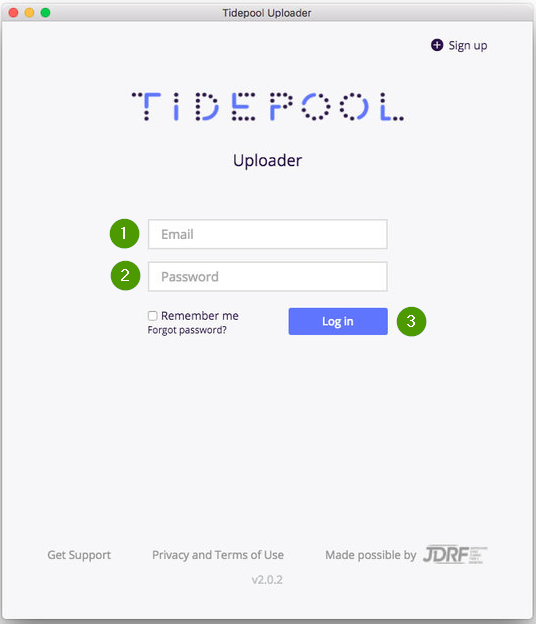 Tidepool Uploader
Sign up
TIDEPOOL
Uploader
1
Email
2
Password
Remember me
Log in
3
Forgot password?
Get Support
Privacy and Terms of Use
Made possible by
JDRF
v2.0.2